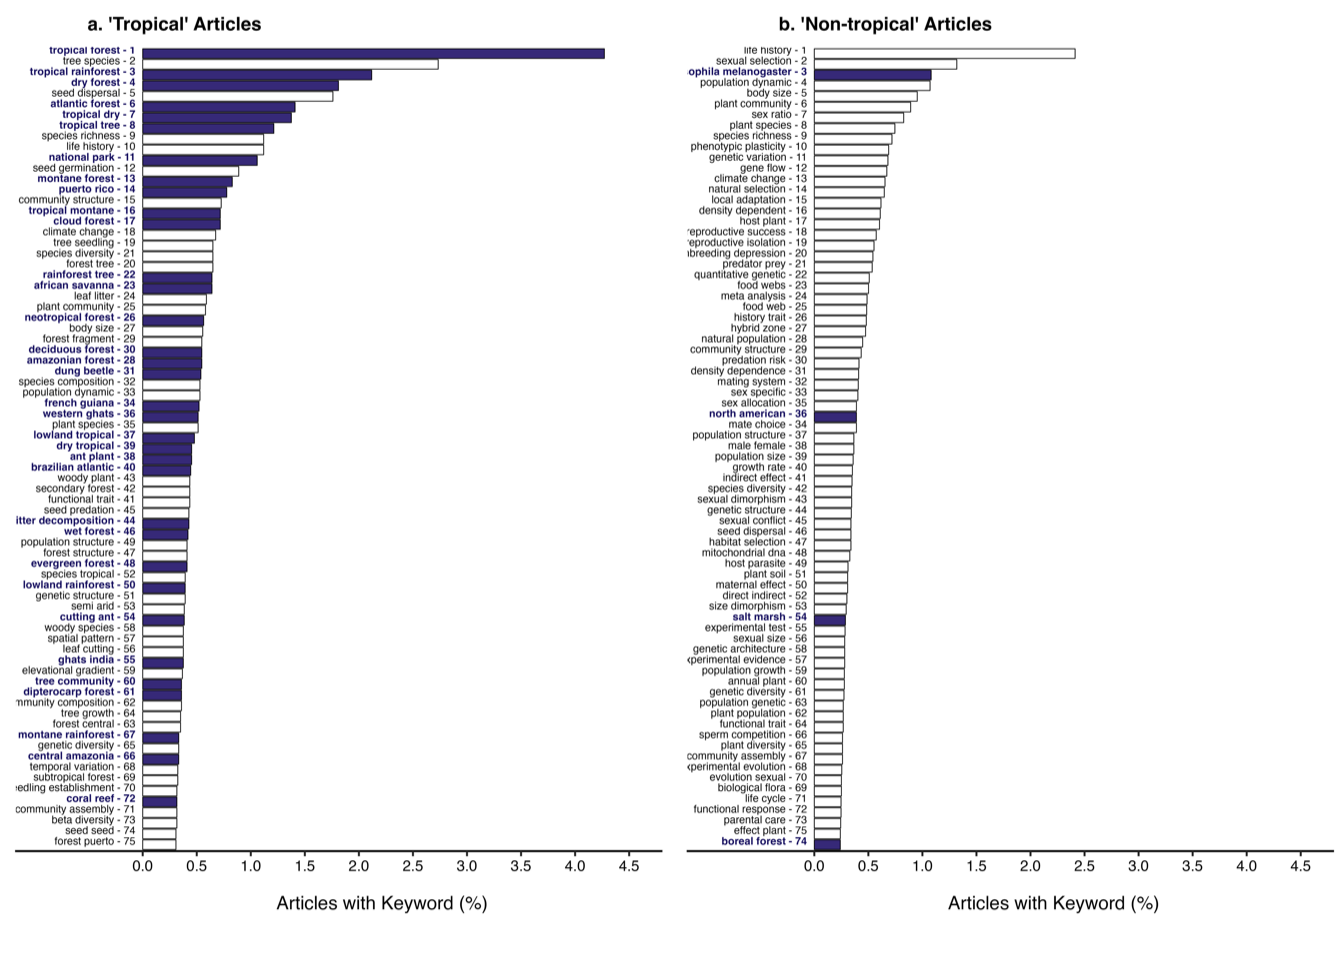 a. 'Tropical' Articles
tropical forest - 1
tree species - 2
tropical rainforest - 3
dry forest - 4
seed dispersal - 5
atlantic forest - 6
tropical dry - 7
tropical tree - 8
species richness - 9
life history - 10
national park - 11
seed germination - 12
montane forest - 13
puerto rico - 14
community structure - 15
tropical montane - 16
cloud forest - 17
climate change - 18
tree seedling - 19
species diversity - 21
forest tree - 20
rainforest tree - 22
african savanna - 23
leaf litter - 24
plant community - 25
neotropical forest - 26
body size - 27
forest fragment - 29
deciduous forest - 30
amazonian forest - 28
dung beetle - 31
species composition - 32
population dynamic - 33
french guiana - 34
western ghats - 36
plant species - 35
lowland tropical - 37
dry tropical - 39
ant plant - 38
brazilian atlantic - 40
woody plant - 43
secondary forest - 42
functional trait - 41
seed predation - 45
itter decomposition - 44
wet forest - 46
population structure - 49
forest structure - 47
evergreen forest - 48
species tropical - 52
lowland rainforest - 50
genetic structure - 51
semi arid - 53
cutting ant - 54
woody species - 58
spatial pattern - 57
leaf cutting - 56
ghats india - 55
elevational gradient - 59
tree community - 60
dipterocarp forest - 61
mmunity composition - 62
tree growth - 64
forest central - 63
montane rainforest - 67
genetic diversity - 65
central amazonia - 66
temporal variation - 68
subtropical forest - 69
edling establishment - 70
coral reef - 72
community assembly - 71
beta diversity - 73
seed seed - 74
forest puerto - 75
0.0 0.5 1.0 1.5 2.0 2.5 3.0 3.5 4.0 4.5
Articles with Keyword (%)
b. 'Non-tropical' Articles
life history - 1
sexual selection - 2
ophila melanogaster - 3
population dynamic - 4
body size - 5
plant community - 6
sex ratio - 7
plant species - 8
species richness - 9
phenotypic plasticity - 10
genetic variation - 11
gene flow - 12
climate change - 13
natural selection - 14
local adaptation - 15
density dependent - 16
host plant - 17
reproductive success - 18
eproductive isolation - 19
nbreeding depression - 20
predator prey - 21
quantitative genetic - 22
food webs - 23
meta analysis - 24
food web - 25
history trait - 26
hybrid zone - 27
natural population - 28
community structure - 29
predation risk - 30
density dependence - 31
mating system - 32
sex specific - 33
sex allocation - 35
north american - 36
mate choice - 34
population structure - 37
male female - 38
population size - 39
growth rate - 40
indirect effect - 41
species diversity - 42
sexual dimorphism - 43
genetic structure - 44
sexual conflict - 45
seed dispersal - 46
habitat selection - 47
mitochondrial dna - 48
host parasite - 49
plant soil - 51
maternal effect - 50
direct indirect - 52
size dimorphism - 53
salt marsh - 54
experimental test - 55
sexual size - 56
genetic architecture - 58
xperimental evidence - 57
population growth - 59
annual plant - 60
genetic diversity - 61
population genetic - 63
plant population - 62
functional trait - 64
sperm competition - 66
plant diversity - 65
community assembly - 67
xperimental evolution - 68
evolution sexual - 70
biological flora - 69
life cycle - 71
functional response - 72
parental care - 73
effect plant - 75
boreal forest - 74
0.0 0.5 1.0 1.5 2.0 2.5 3.0 3.5 4.0 4.5
Articles with Keyword (%)